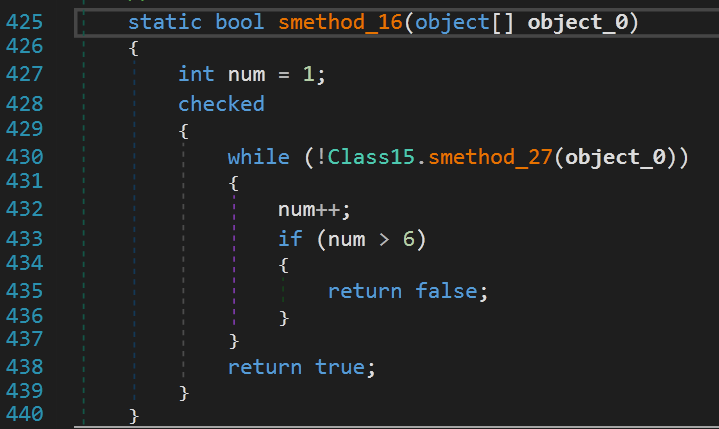 425 static bool smethod_16(object[] object_0)
426 {
427 int num = 1;
428 checked
429 {
430 while (!Class15.smethod_27(object_0))
431 {
432 num++;
433 if (num > 6)
434 {
435 return false;
436 }
437 }
438 return true;
439 }
440 }